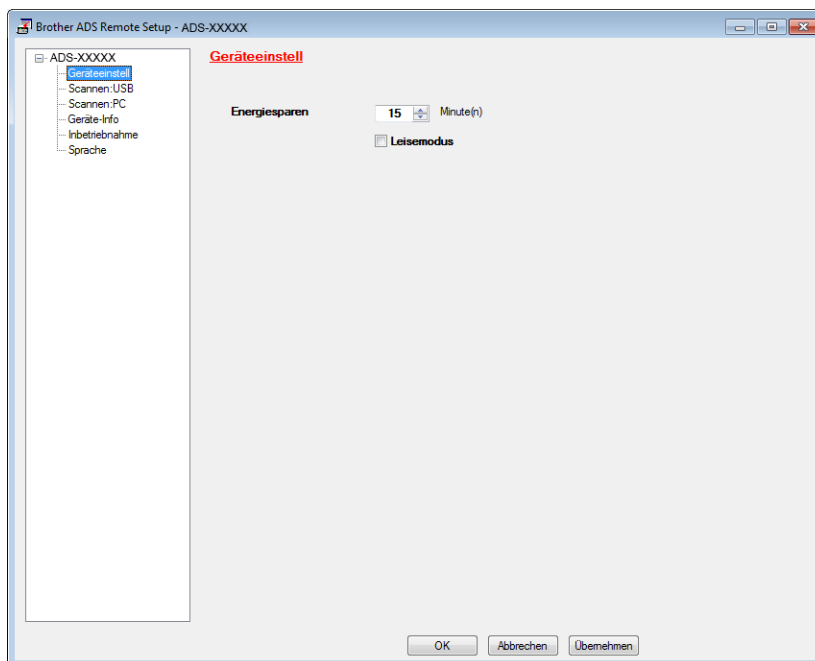 Brother ADS Remote Setup - ADS-XXXXX
ADS-XXXXX
Geräteeinstell
Scannen:USB
Scannen:PC
Geräte-Info
Inbetriebnahme
Sprache
Geräteeinstell
Energiesparen 15 Minute(n)
Leisemodus
OK Abbrechen Übernehmen